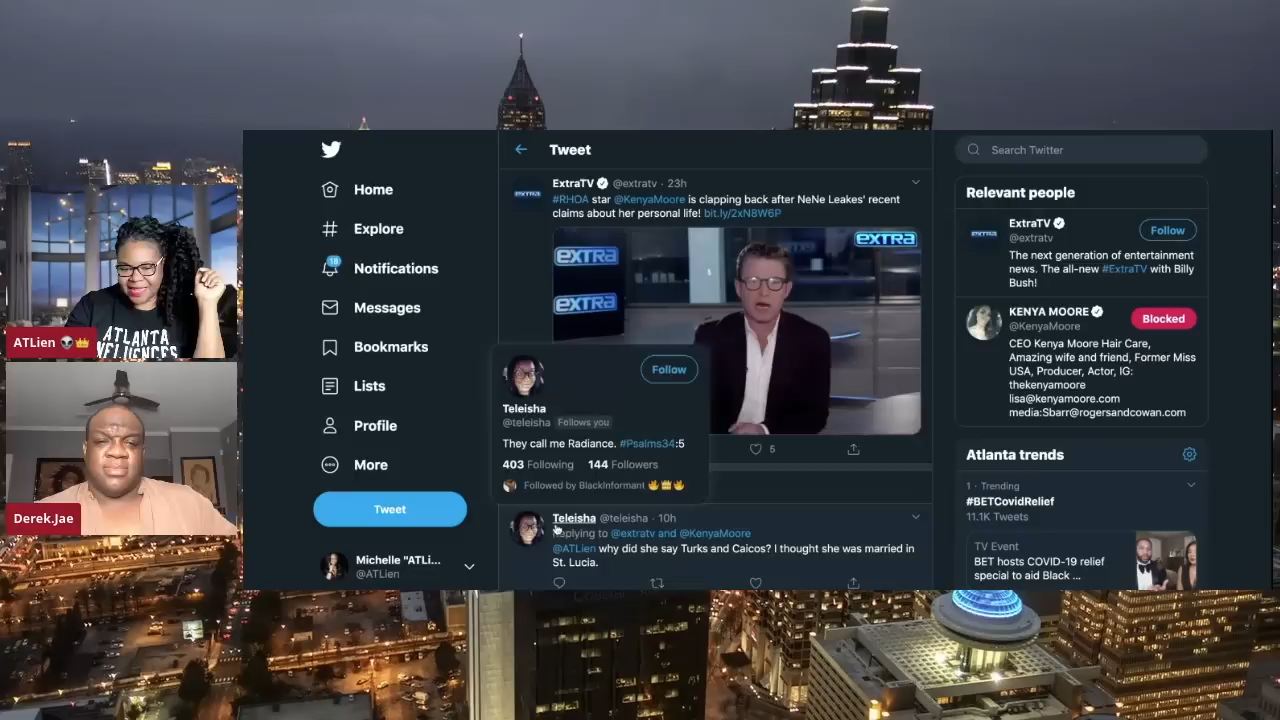 ATLien
ATLANTA
INFLUENCES
Derek.Jae
Home
Explore
18
Notifications
Messages
Bookmarks
Lists
Profile
More
Tweet
Michelle "ATLi...
@ATLien
Tweet
ExtraTV @extratv · 23h
#RHOA star @KenyaMoore is clapping back after NeNe Leakes' recent
claims about her personal life! bit.ly/2xN8W6P
extra
extra
extra
5
Follow
Teleisha
@teleisha Follows you
They call me Radiance. #Psalms34:5
403 Following 144 Followers
Followed by BlackInformant
Teleisha @teleisha · 10h
Replying to @extratv and @KenyaMoore
@ATLien why did she say Turks and Caicos? I thought she was married in
St. Lucia.
Search Twitter
Relevant people
ExtraTV
@extratv
Follow
The next generation of entertainment
news. The all-new #ExtraTV with Billy
Bush!
KENYA MOORE
@KenyaMoore
Blocked
CEO Kenya Moore Hair Care,
Amazing wife and friend, Former Miss
USA, Producer, Actor, IG:
thekenyamoore
lisa@kenyamoore.com
media:Sbarr@rogersandcowan.com
Atlanta trends
1 · Trending
#BETCovidRelief
11.1K Tweets
TV Event
BET hosts COVID-19 relief
special to aid Black ...